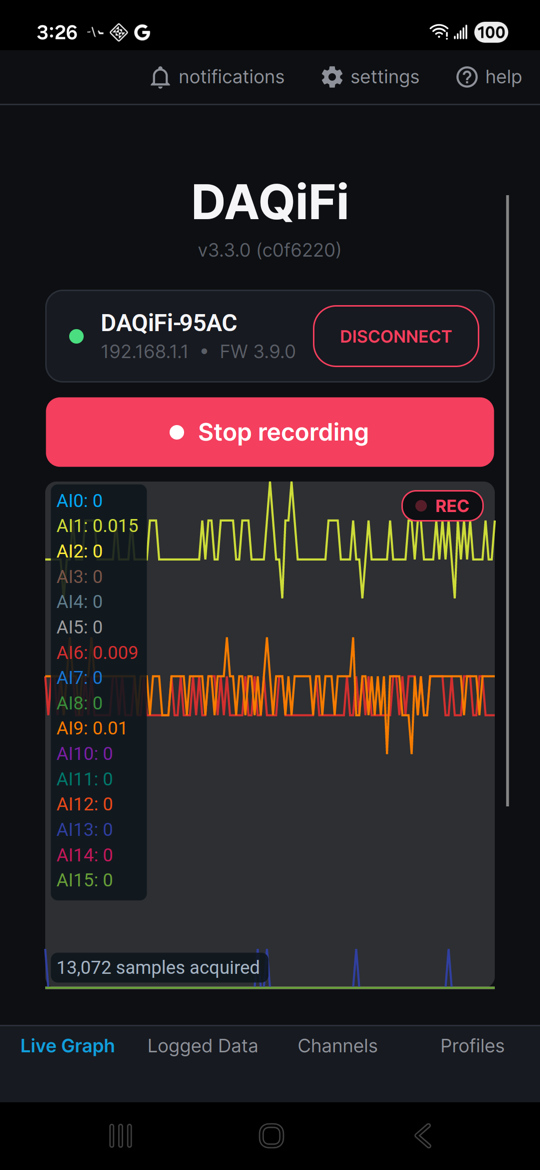 3:26
100
notifications settings help
DAQiFi
v3.3.0 (c0f6220)
DAQiFi-95AC
192.168.1.1 • FW 3.9.0
DISCONNECT
Stop recording
REC
AI0: 0
AI1: 0.015
AI2: 0
AI3: 0
AI4: 0
AI5: 0
AI6: 0.009
AI7: 0
AI8: 0
AI9: 0.01
AI10: 0
AI11: 0
AI12: 0
AI13: 0
AI14: 0
AI15: 0
13,072 samples acquired
Live Graph Logged Data Channels Profiles